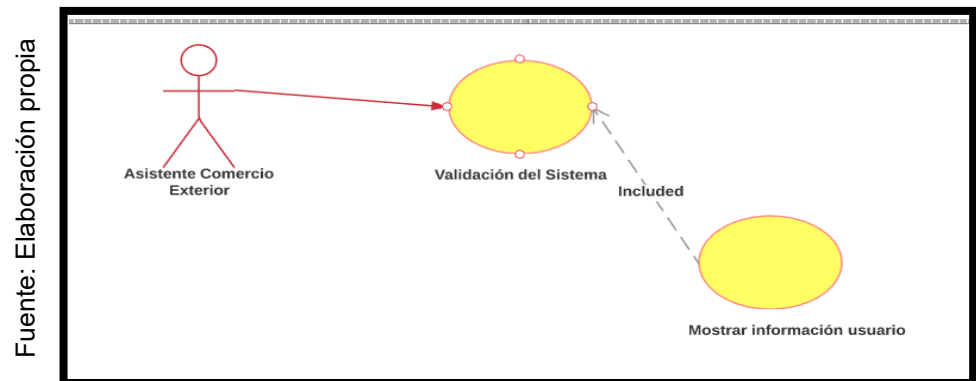 Fuente: Elaboración propia
Asistente Comercio
Exterior
Validación del Sistema
Included
Mostrar información usuario